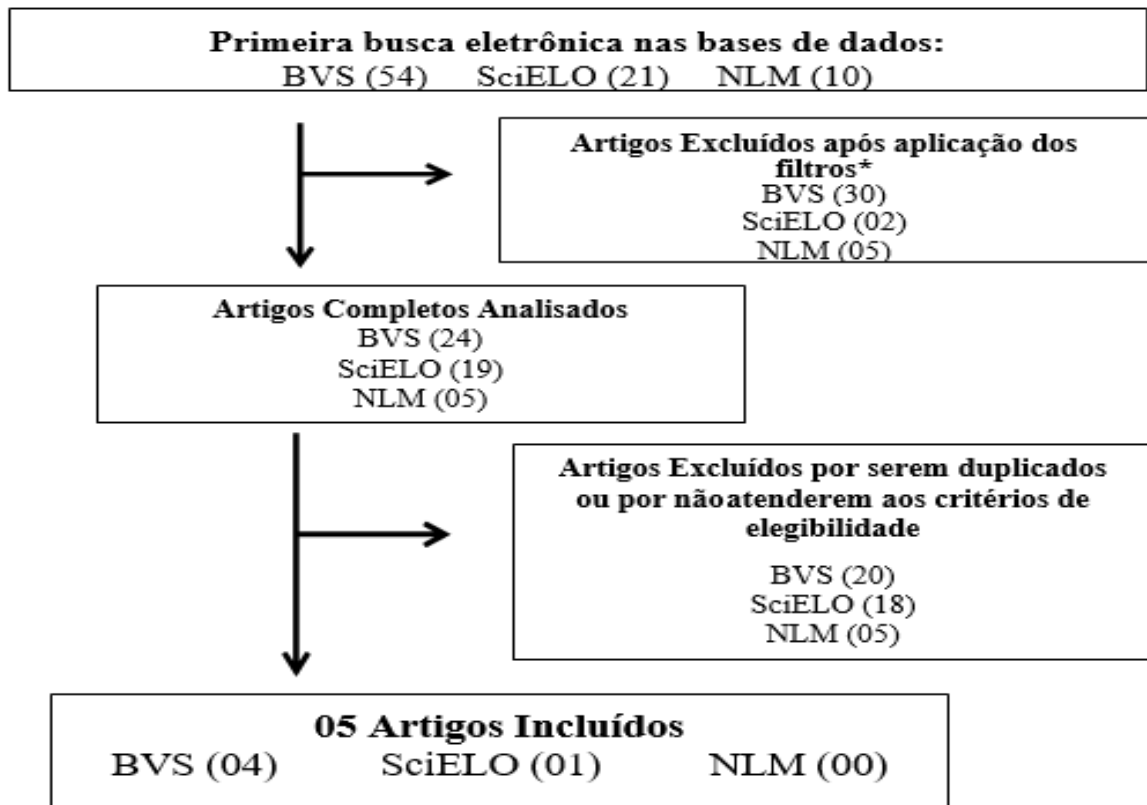 Primeira busca eletrônica nas bases de dados:
BVS (54) SciELO (21) NLM (10)
Artigos Excluídos após aplicação dos
filtros*
BVS (30)
SciELO (02)
NLM (05)
Artigos Completos Analisados
BVS (24)
SciELO (19)
NLM (05)
Artigos Excluídos por serem duplicados
ou por nãoatenderem aos critérios de
elegibilidade
BVS (20)
SciELO (18)
NLM (05)
05 Artigos Incluídos
BVS (04) SciELO (01) NLM (00)